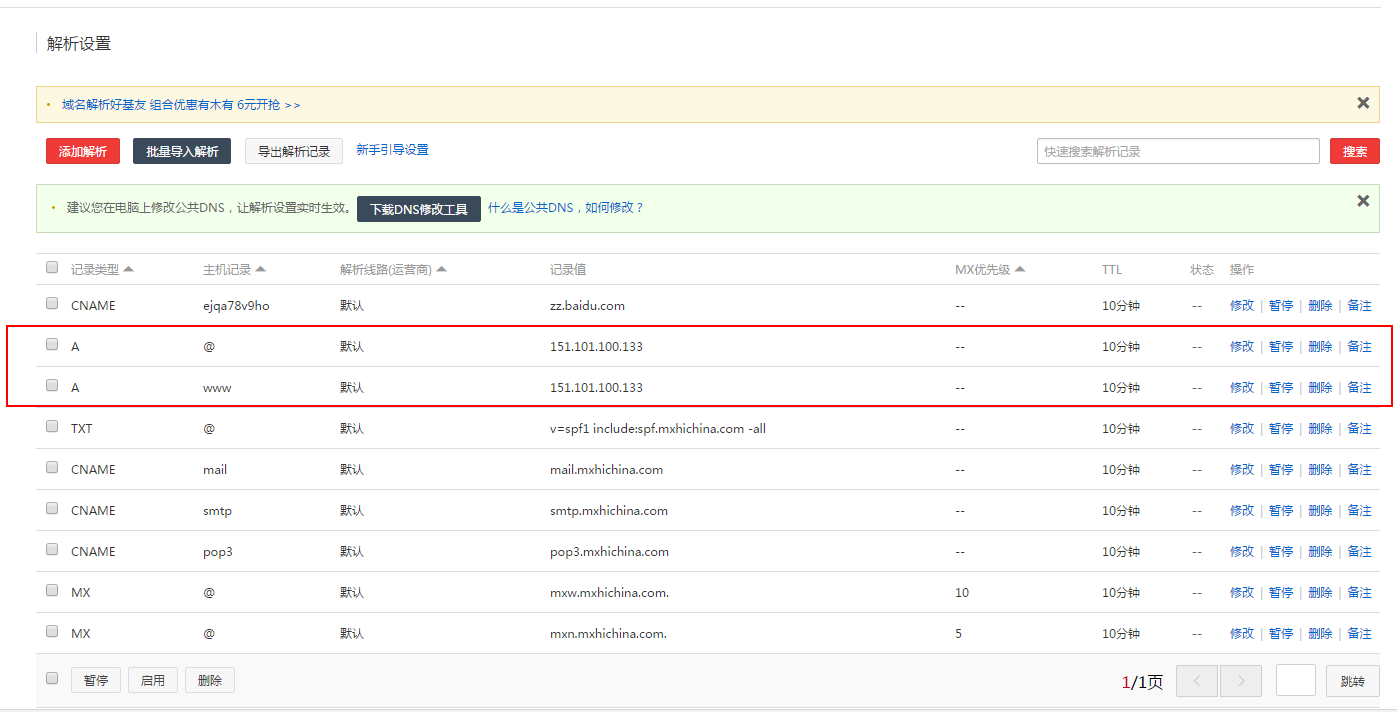 解析设置
域名解析好基友 组合优惠有木有 6元开抢 >>
添加解析 批量导入解析 导出解析记录 新手引导设置 快速搜索解析记录 搜索
建议您在电脑上修改公共DNS，让解析设置实时生效。 下载DNS修改工具 什么是公共DNS，如何修改？
记录类型 主机记录 解析线路(运营商) 记录值 MX优先级 TTL 状态 操作
CNAME ejqa78v9ho 默认 zz.baidu.com -- 10分钟 -- 修改 | 暂停 | 删除 | 备注
A @ 默认 151.101.100.133 -- 10分钟 -- 修改 | 暂停 | 删除 | 备注
A www 默认 151.101.100.133 -- 10分钟 -- 修改 | 暂停 | 删除 | 备注
TXT @ 默认 v=spf1 include:spf.mxhichina.com -all -- 10分钟 -- 修改 | 暂停 | 删除 | 备注
CNAME mail 默认 mail.mxhichina.com -- 10分钟 -- 修改 | 暂停 | 删除 | 备注
CNAME smtp 默认 smtp.mxhichina.com -- 10分钟 -- 修改 | 暂停 | 删除 | 备注
CNAME pop3 默认 pop3.mxhichina.com -- 10分钟 -- 修改 | 暂停 | 删除 | 备注
MX @ 默认 mxw.mxhichina.com. 10 10分钟 -- 修改 | 暂停 | 删除 | 备注
MX @ 默认 mxn.mxhichina.com. 5 10分钟 -- 修改 | 暂停 | 删除 | 备注
暂停 启用 删除 1/1页 跳转